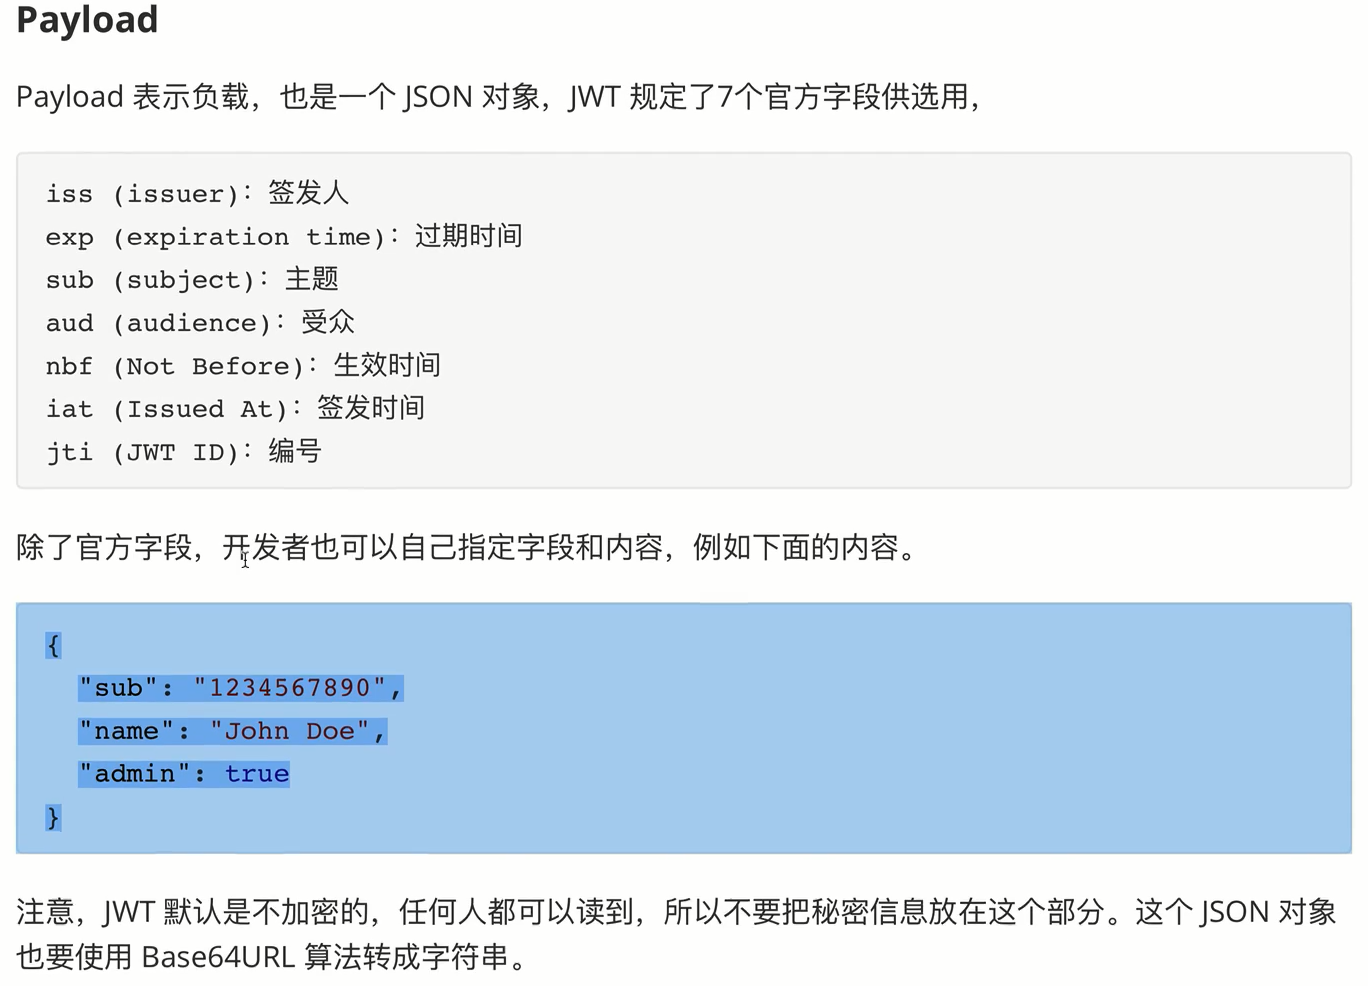 Payload
Payload 表示负载，也是一个 JSON 对象，JWT 规定了7个官方字段供选用，
iss (issuer)：签发人
exp (expiration time)：过期时间
sub (subject)：主题
aud (audience)：受众
nbf (Not Before)：生效时间
iat (Issued At)：签发时间
jti (JWT ID)：编号
除了官方字段，开发者也可以自己指定字段和内容，例如下面的内容。
{
  "sub": "1234567890",
  "name": "John Doe",
  "admin": true
}
注意，JWT 默认是不加密的，任何人都可以读到，所以不要把秘密信息放在这个部分。这个 JSON 对象
也要使用 Base64URL 算法转成字符串。